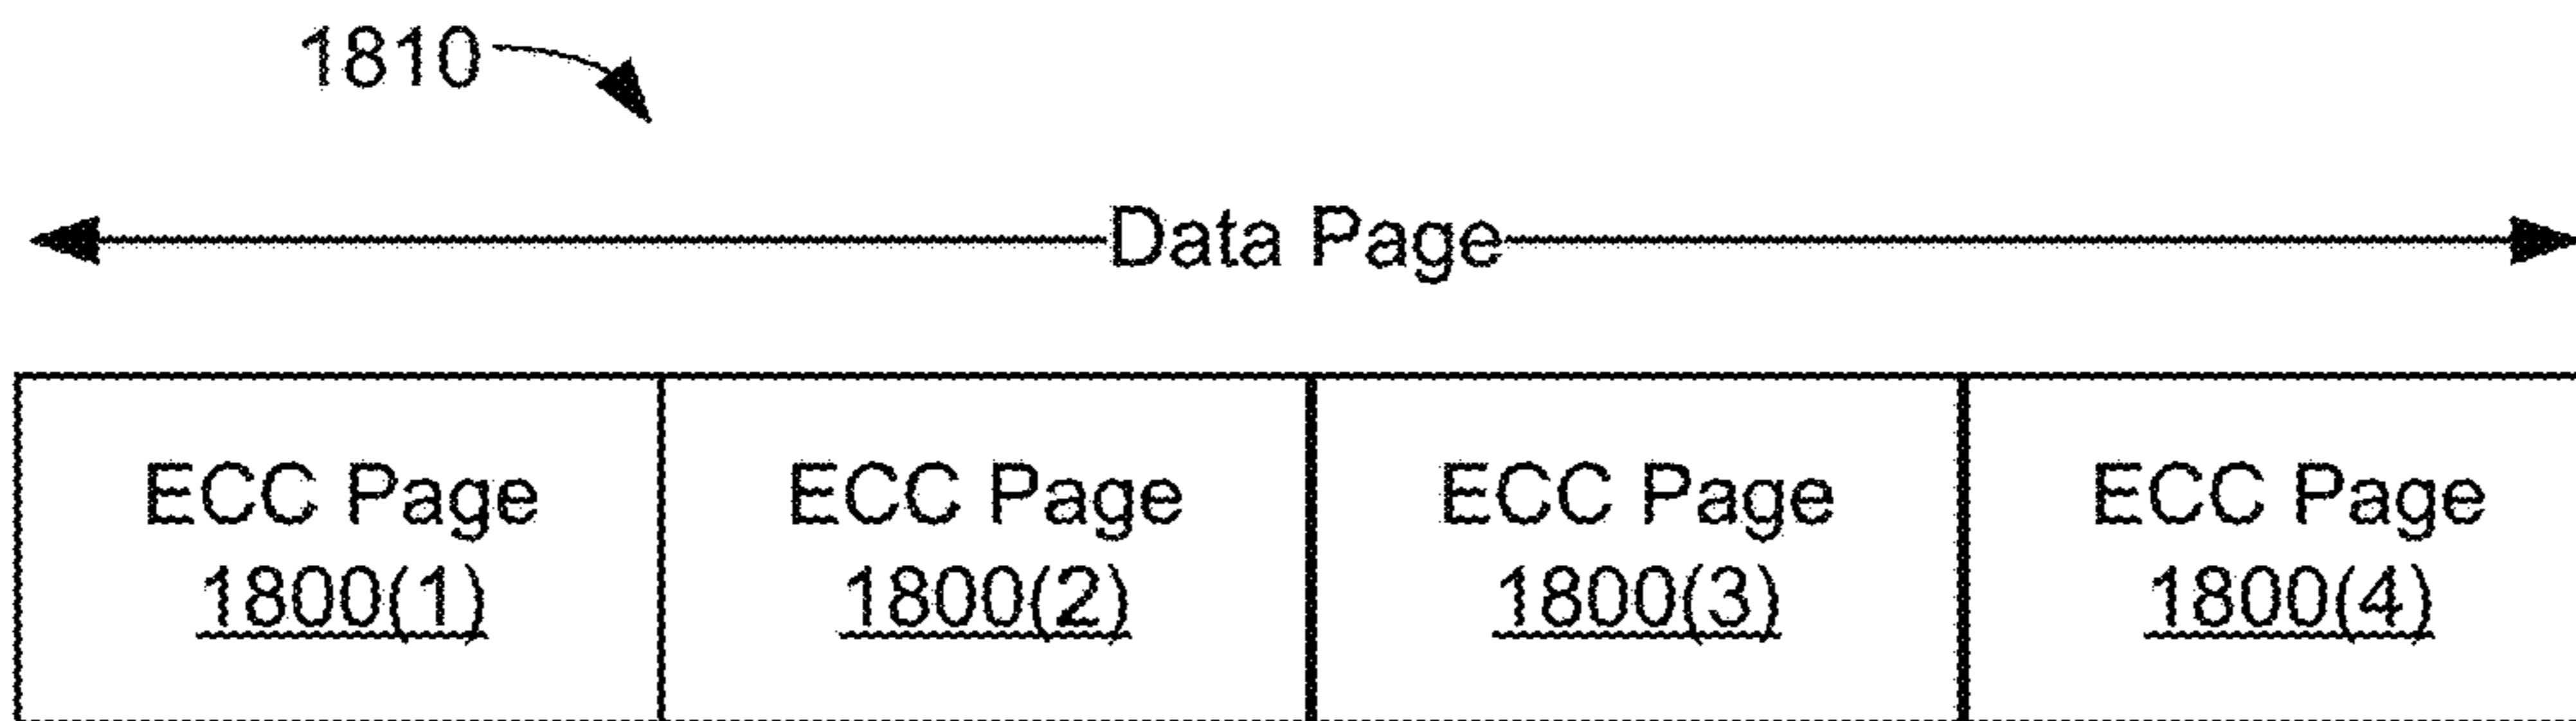 1810
Data Page
ECC Page
1800(1)
ECC Page
1800(2)
ECC Page
1800(3)
ECC Page
1800(4)